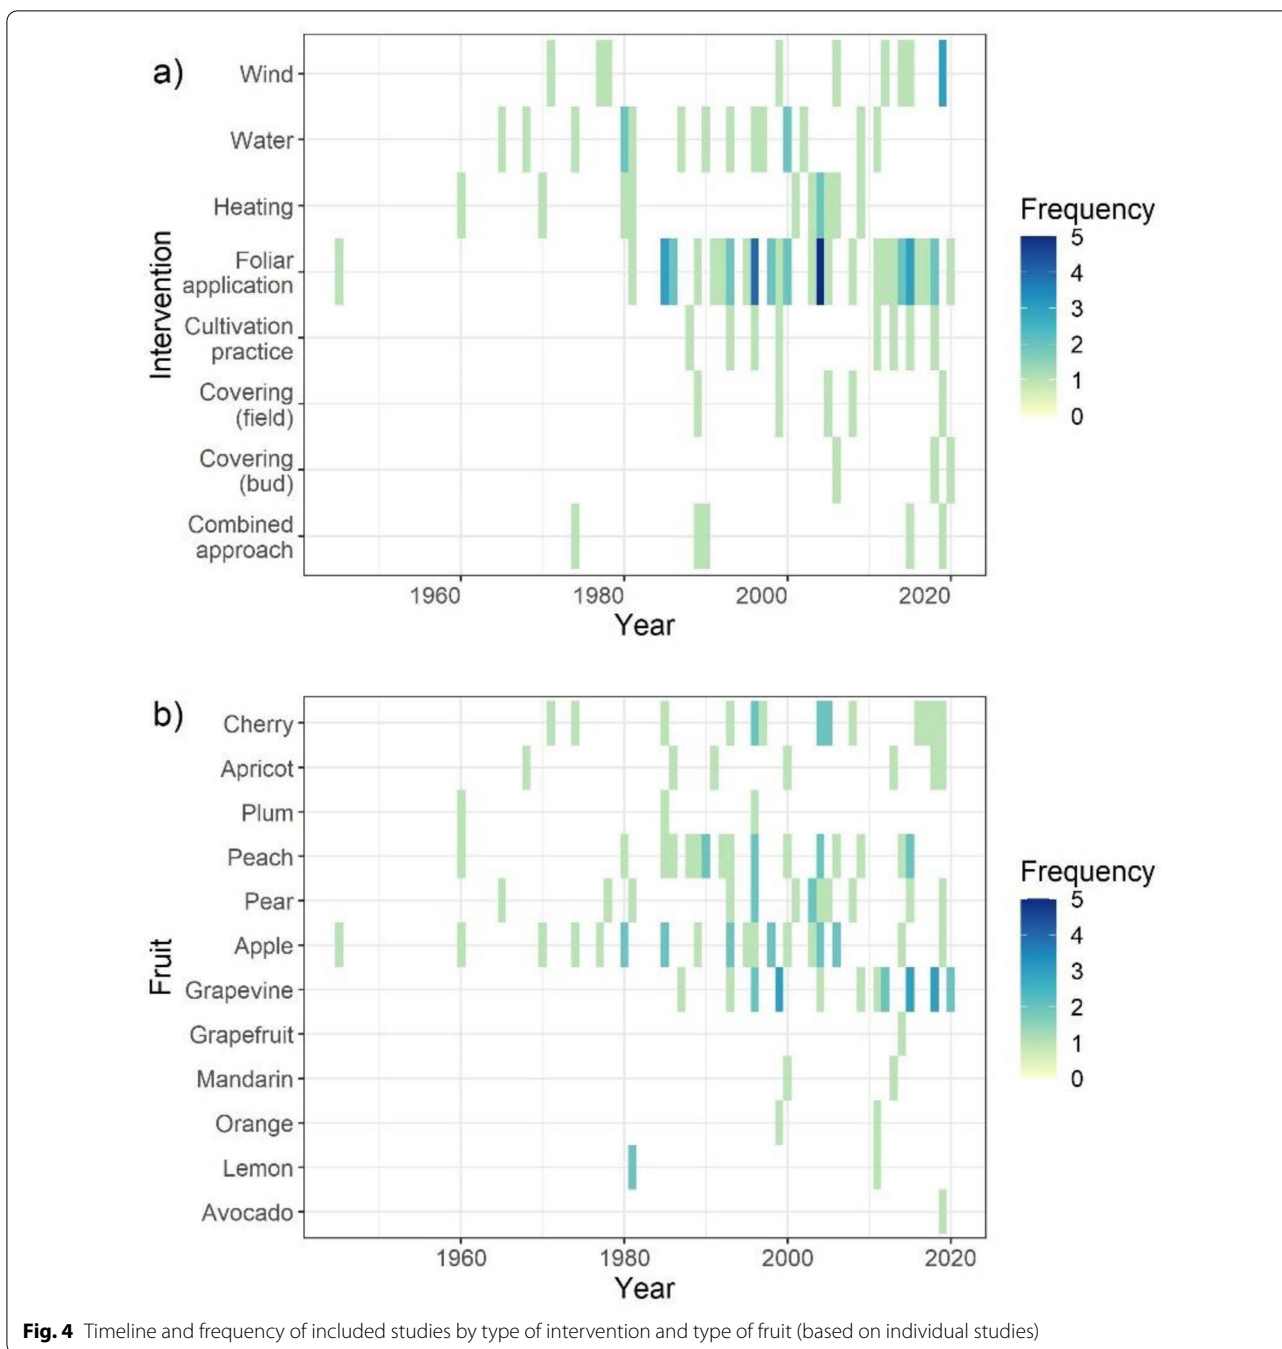 a)
Intervention
Wind
Water
Heating
Foliar
application
Cultivation
practice
Covering
(field)
Covering
(bud)
Combined
approach
1960 1980 2000 2020
Year
Frequency
5
4
3
2
1
0
b)
Fruit
Cherry
Apricot
Plum
Peach
Pear
Apple
Grapevine
Grapefruit
Mandarin
Orange
Lemon
Avocado
1960 1980 2000 2020
Year
Frequency
5
4
3
2
1
0
Fig. 4 Timeline and frequency of included studies by type of intervention and type of fruit (based on individual studies)